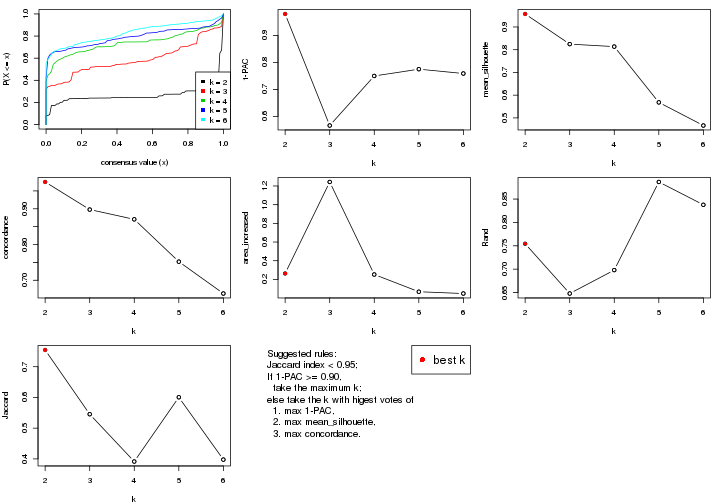 P(X <= x)
0.0 0.2 0.4 0.6 0.8 1.0
k = 2
k = 3
k = 4
k = 5
k = 6
0.0 0.2 0.4 0.6 0.8 1.0
consensus value (x)
1-PAC
0.6 0.7 0.8 0.9
2 3 4 5 6
k
mean_silhouette
0.5 0.6 0.7 0.8 0.9
2 3 4 5 6
k
concordance
0.70 0.80 0.90
2 3 4 5 6
k
area_increased
0.2 0.4 0.6 0.8 1.0 1.2
2 3 4 5 6
k
Rand
0.65 0.70 0.75 0.80 0.85
2 3 4 5 6
k
Jaccard
0.4 0.5 0.6 0.7
2 3 4 5 6
k
Suggested rules:
Jaccard index < 0.95;
If 1-PAC >= 0.90,
take the maximum k;
else take the k with higest votes of
1. max 1-PAC,
2. max mean_silhouette,
3. max concordance.
best k